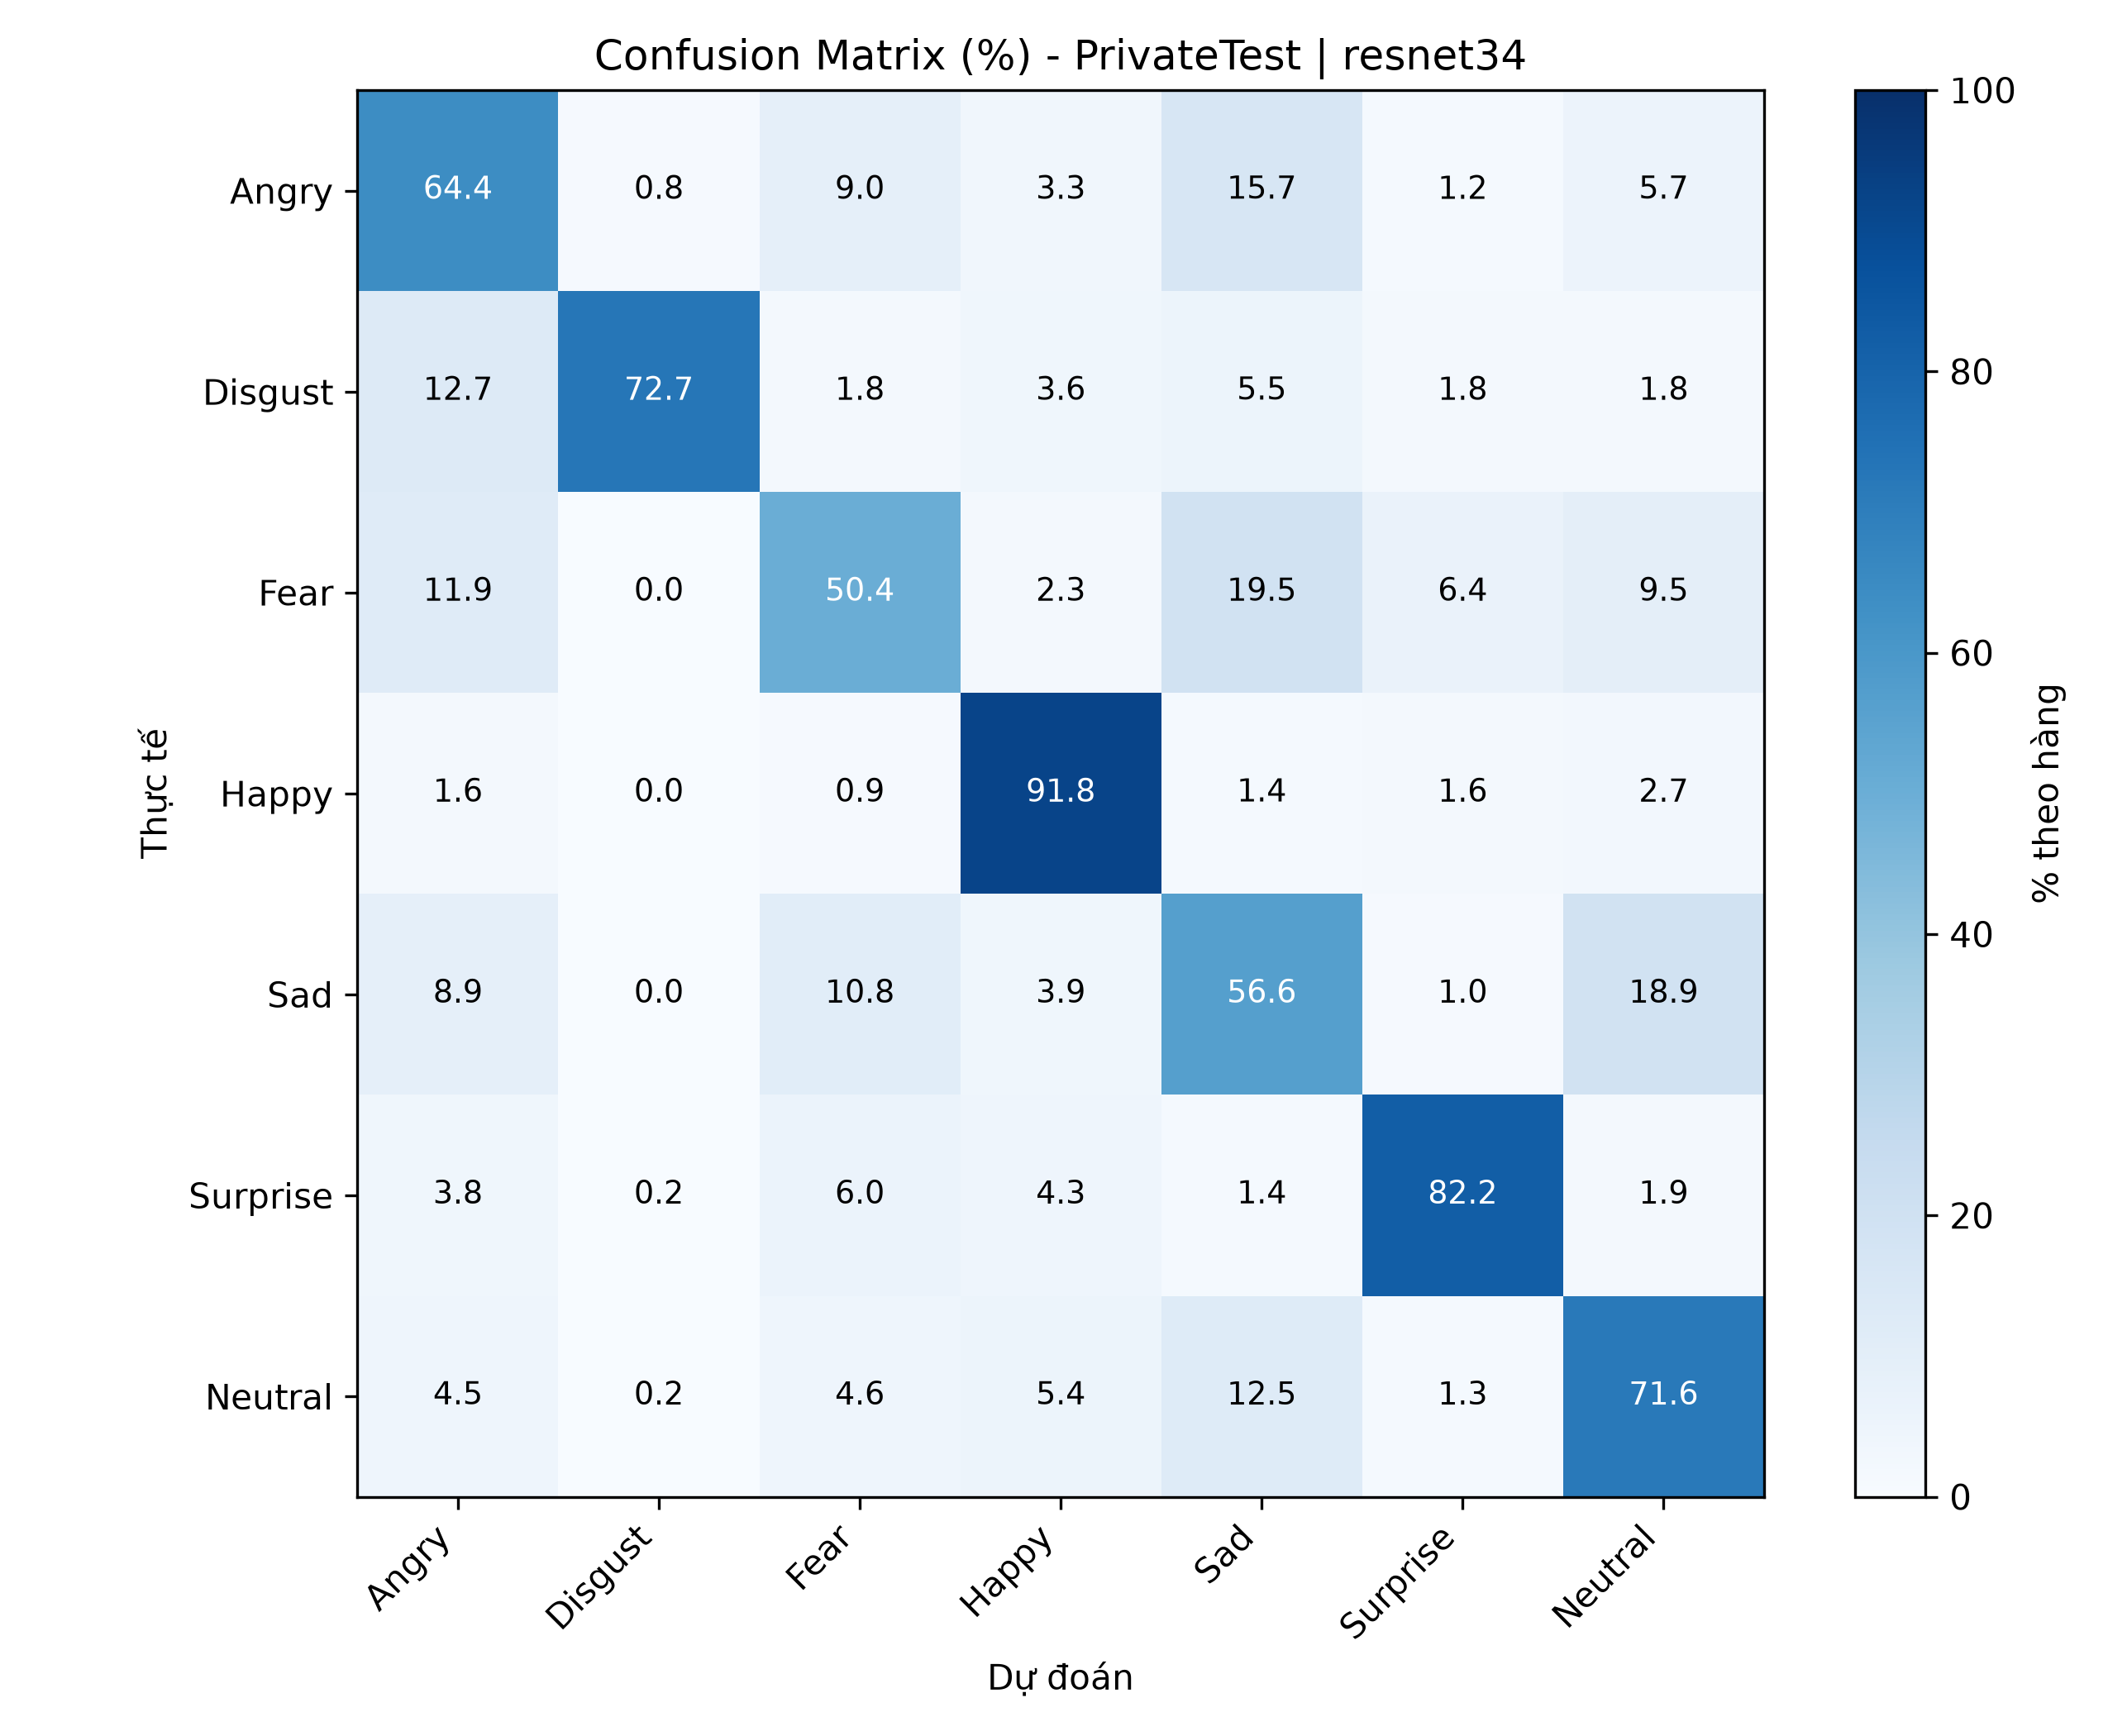 Confusion Matrix (%) - PrivateTest | resnet34
Thực tế
Angry 64.4 0.8 9.0 3.3 15.7 1.2 5.7
Disgust 12.7 72.7 1.8 3.6 5.5 1.8 1.8
Fear 11.9 0.0 50.4 2.3 19.5 6.4 9.5
Happy 1.6 0.0 0.9 91.8 1.4 1.6 2.7
Sad 8.9 0.0 10.8 3.9 56.6 1.0 18.9
Surprise 3.8 0.2 6.0 4.3 1.4 82.2 1.9
Neutral 4.5 0.2 4.6 5.4 12.5 1.3 71.6
Angry Disgust Fear Happy Sad Surprise Neutral
Dự đoán
100
80
60
40
20
0
% theo hàng